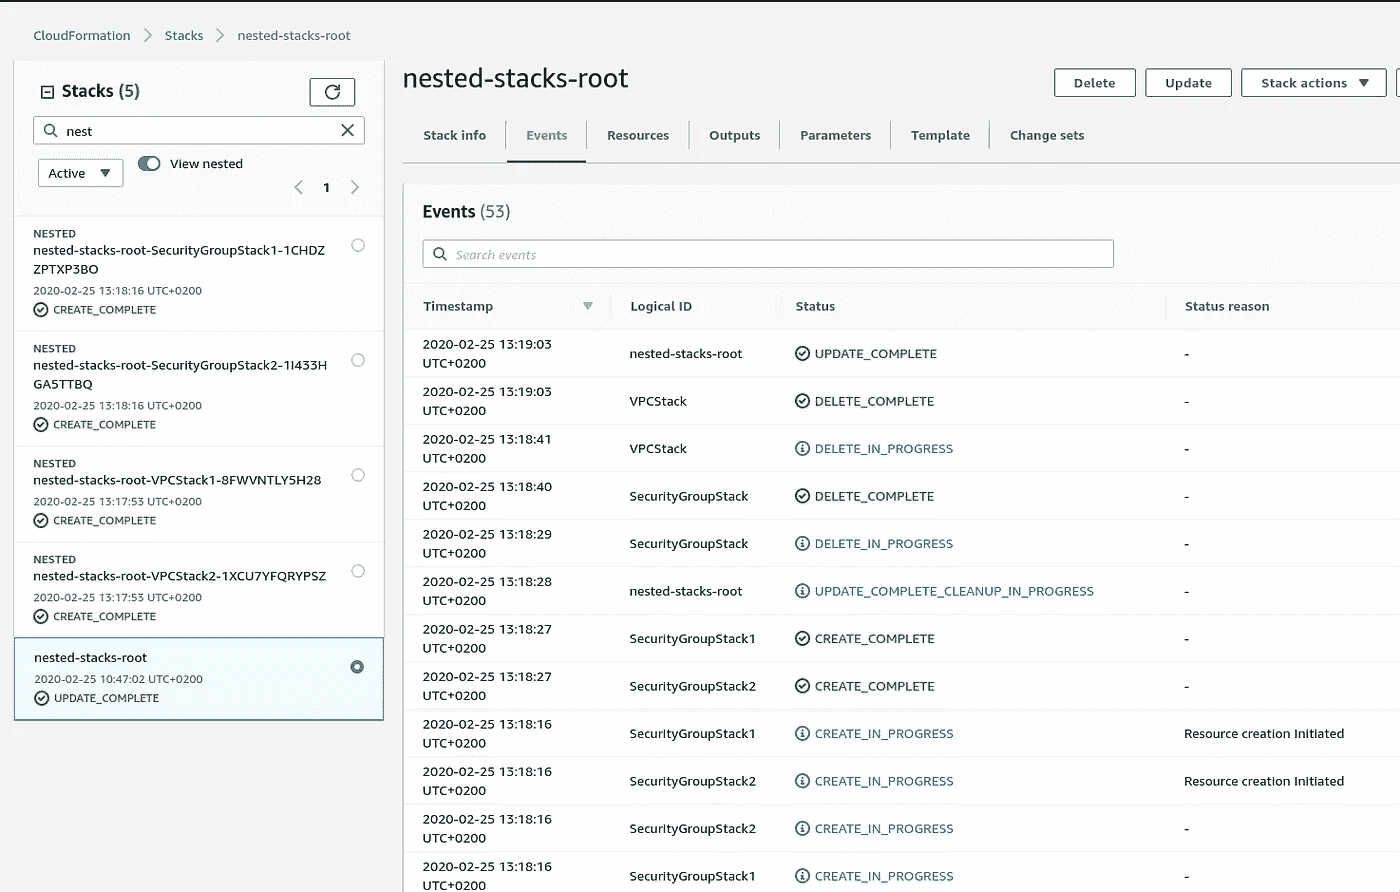 CloudFormation > Stacks > nested-stacks-root
Stacks (5)
nest
Active
View nested
1
NESTED
nested-stacks-root-SecurityGroupStack1-1CHDZ
ZPTXP3BO
2020-02-25 13:18:16 UTC+0200
CREATE_COMPLETE
NESTED
nested-stacks-root-SecurityGroupStack2-1I433H
GA5TTBQ
2020-02-25 13:18:16 UTC+0200
CREATE_COMPLETE
NESTED
nested-stacks-root-VPCStack1-8FWVNTLY5H28
2020-02-25 13:17:53 UTC+0200
CREATE_COMPLETE
NESTED
nested-stacks-root-VPCStack2-1XCU7YFQRYPSZ
2020-02-25 13:17:53 UTC+0200
CREATE_COMPLETE
nested-stacks-root
2020-02-25 10:47:02 UTC+0200
UPDATE_COMPLETE
nested-stacks-root
Delete Update Stack actions
Stack info Events Resources Outputs Parameters Template Change sets
Events (53)
Search events
Timestamp Logical ID Status Status reason
2020-02-25 13:19:03
UTC+0200
nested-stacks-root UPDATE_COMPLETE -
2020-02-25 13:19:03
UTC+0200
VPCStack DELETE_COMPLETE -
2020-02-25 13:18:41
UTC+0200
VPCStack DELETE_IN_PROGRESS -
2020-02-25 13:18:40
UTC+0200
SecurityGroupStack DELETE_COMPLETE -
2020-02-25 13:18:29
UTC+0200
SecurityGroupStack DELETE_IN_PROGRESS -
2020-02-25 13:18:28
UTC+0200
nested-stacks-root UPDATE_COMPLETE_CLEANUP_IN_PROGRESS -
2020-02-25 13:18:27
UTC+0200
SecurityGroupStack1 CREATE_COMPLETE -
2020-02-25 13:18:27
UTC+0200
SecurityGroupStack2 CREATE_COMPLETE -
2020-02-25 13:18:16
UTC+0200
SecurityGroupStack1 CREATE_IN_PROGRESS Resource creation Initiated
2020-02-25 13:18:16
UTC+0200
SecurityGroupStack2 CREATE_IN_PROGRESS Resource creation Initiated
2020-02-25 13:18:16
UTC+0200
SecurityGroupStack2 CREATE_IN_PROGRESS -
2020-02-25 13:18:16
UTC+0200
SecurityGroupStack1 CREATE_IN_PROGRESS -